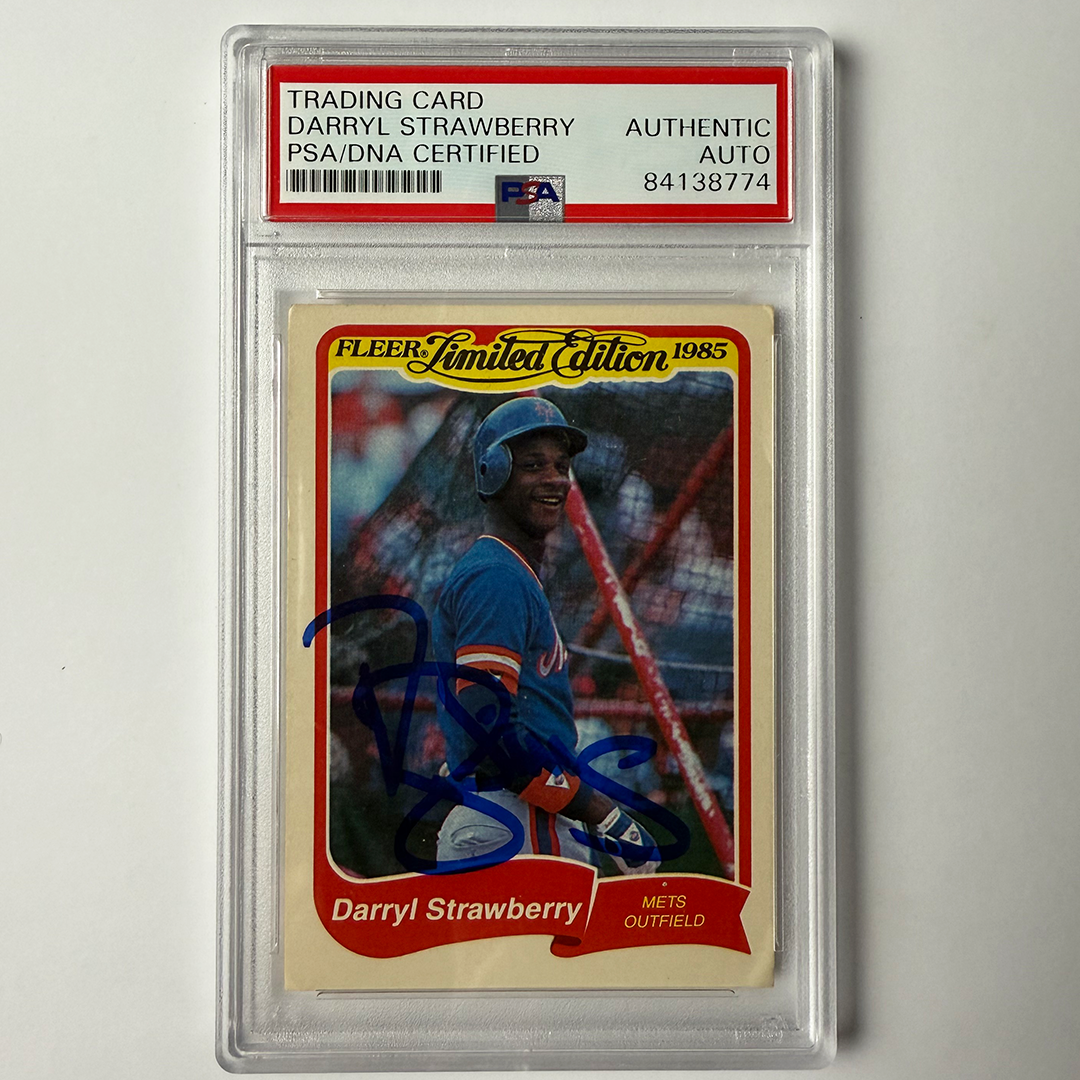 TRADING CARD
DARRYL STRAWBERRY AUTHENTIC
PSA/DNA CERTIFIED AUTO
84138774
PSA
FLEER® Limited Edition 1985
Darryl Strawberry
METS
OUTFIELD